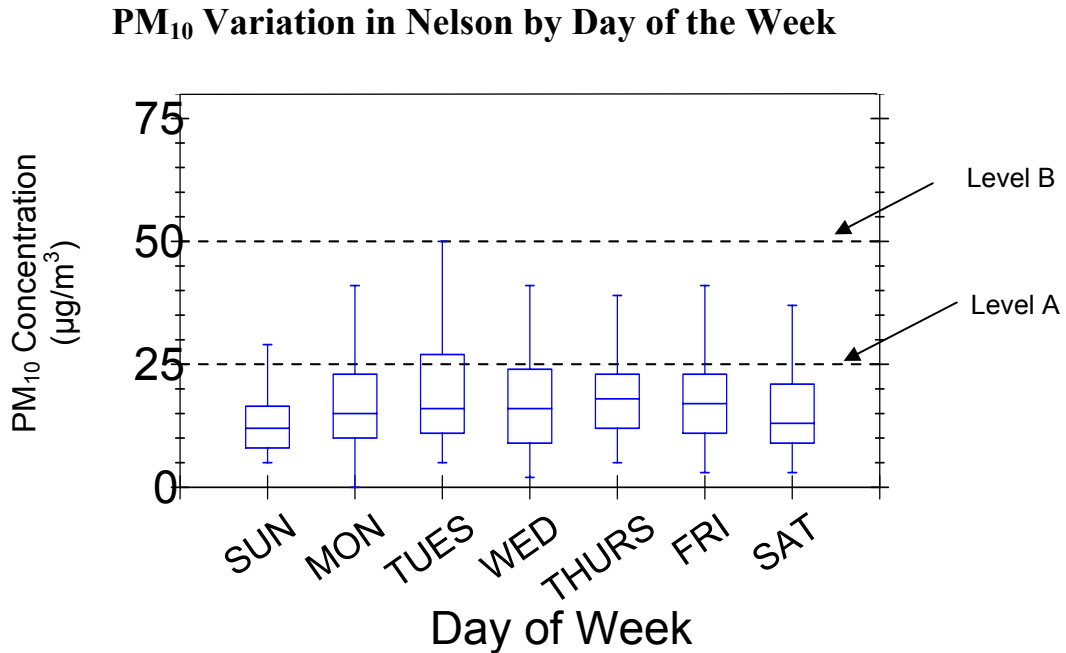 PM₁₀ Variation in Nelson by Day of the Week
75
50
25
0
PM₁₀ Concentration
(µg/m³)
Level B
Level A
SUN
MON
TUES
WED
THURS
FRI
SAT
Day of Week